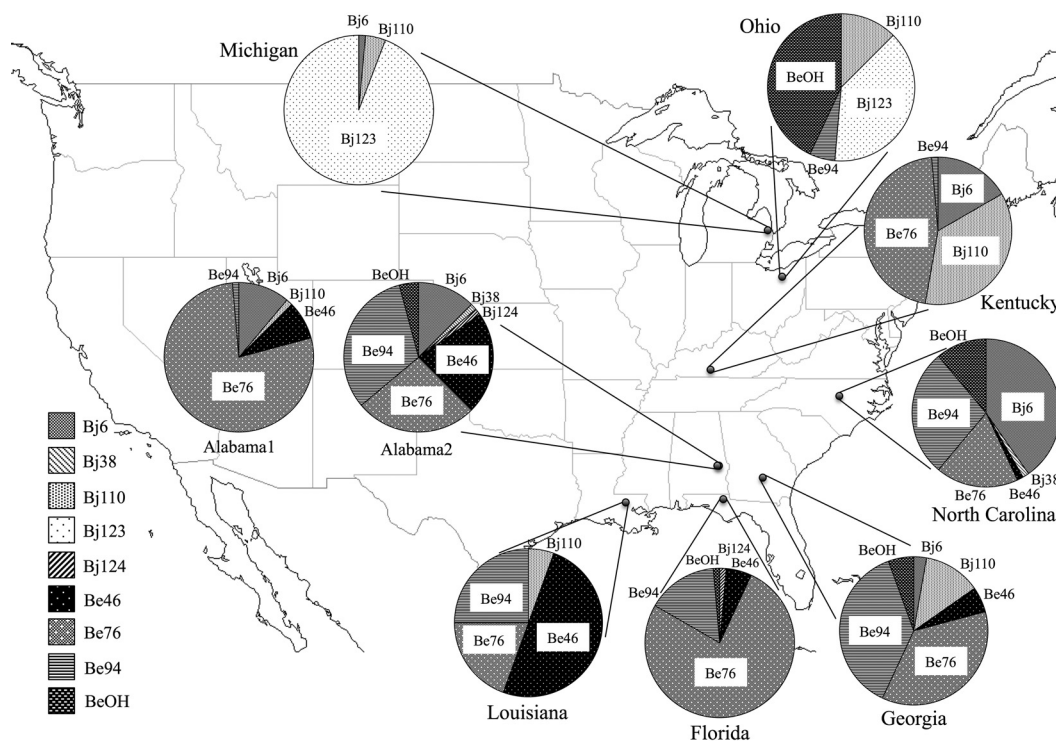 Michigan
Bj6
Bj110
Bj123
Ohio
Bj110
BeOH
Bj123
Be94
Be94
Bj6
Be76
Bj110
Kentucky
Be94
Bj6
Bj110
Be46
Be76
Alabama1
BeOH
Bj6
Bj38
Bj124
Be94
Be46
Be76
Alabama2
BeOH
Bj6
Be94
Be76
Be46
Bj38
North Carolina
Bj6
Bj38
Bj110
Bj123
Bj124
Be46
Be76
Be94
BeOH
Bj110
Be94
Be46
Be76
Louisiana
Bj124
BeOH
Be46
Be94
Be76
Florida
BeOH
Bj6
Bj110
Be46
Be94
Be76
Georgia